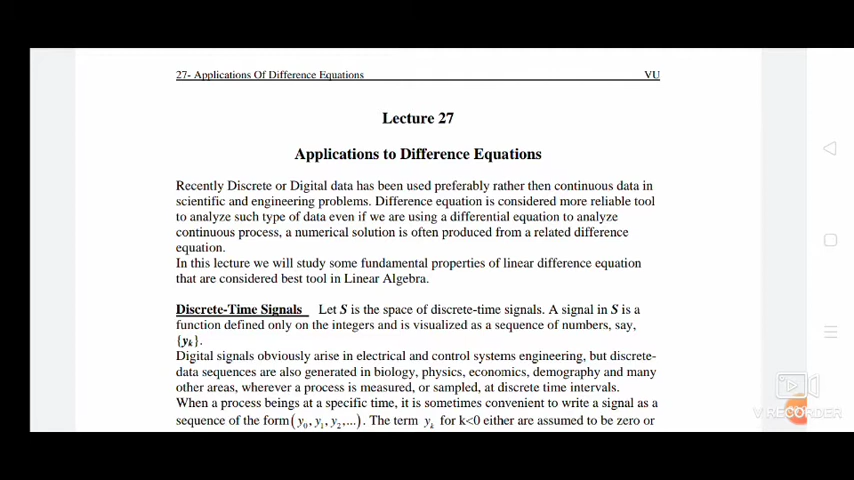 27- Applications Of Difference Equations VU
Lecture 27
Applications to Difference Equations
Recently Discrete or Digital data has been used preferably rather then continuous data in
scientific and engineering problems. Difference equation is considered more reliable tool
to analyze such type of data even if we are using a differential equation to analyze
continuous process, a numerical solution is often produced from a related difference
equation.
In this lecture we will study some fundamental properties of linear difference equation
that are considered best tool in Linear Algebra.
Discrete-Time Signals Let S is the space of discrete-time signals. A signal in S is a
function defined only on the integers and is visualized as a sequence of numbers, say,
{yₖ}.
Digital signals obviously arise in electrical and control systems engineering, but discrete-
data sequences are also generated in biology, physics, economics, demography and many
other areas, wherever a process is measured, or sampled, at discrete time intervals.
When a process beings at a specific time, it is sometimes convenient to write a signal as a
sequence of the form (y₀, y₁, y₂,...). The term yₖ for k<0 either are assumed to be zero or
V RECORDER